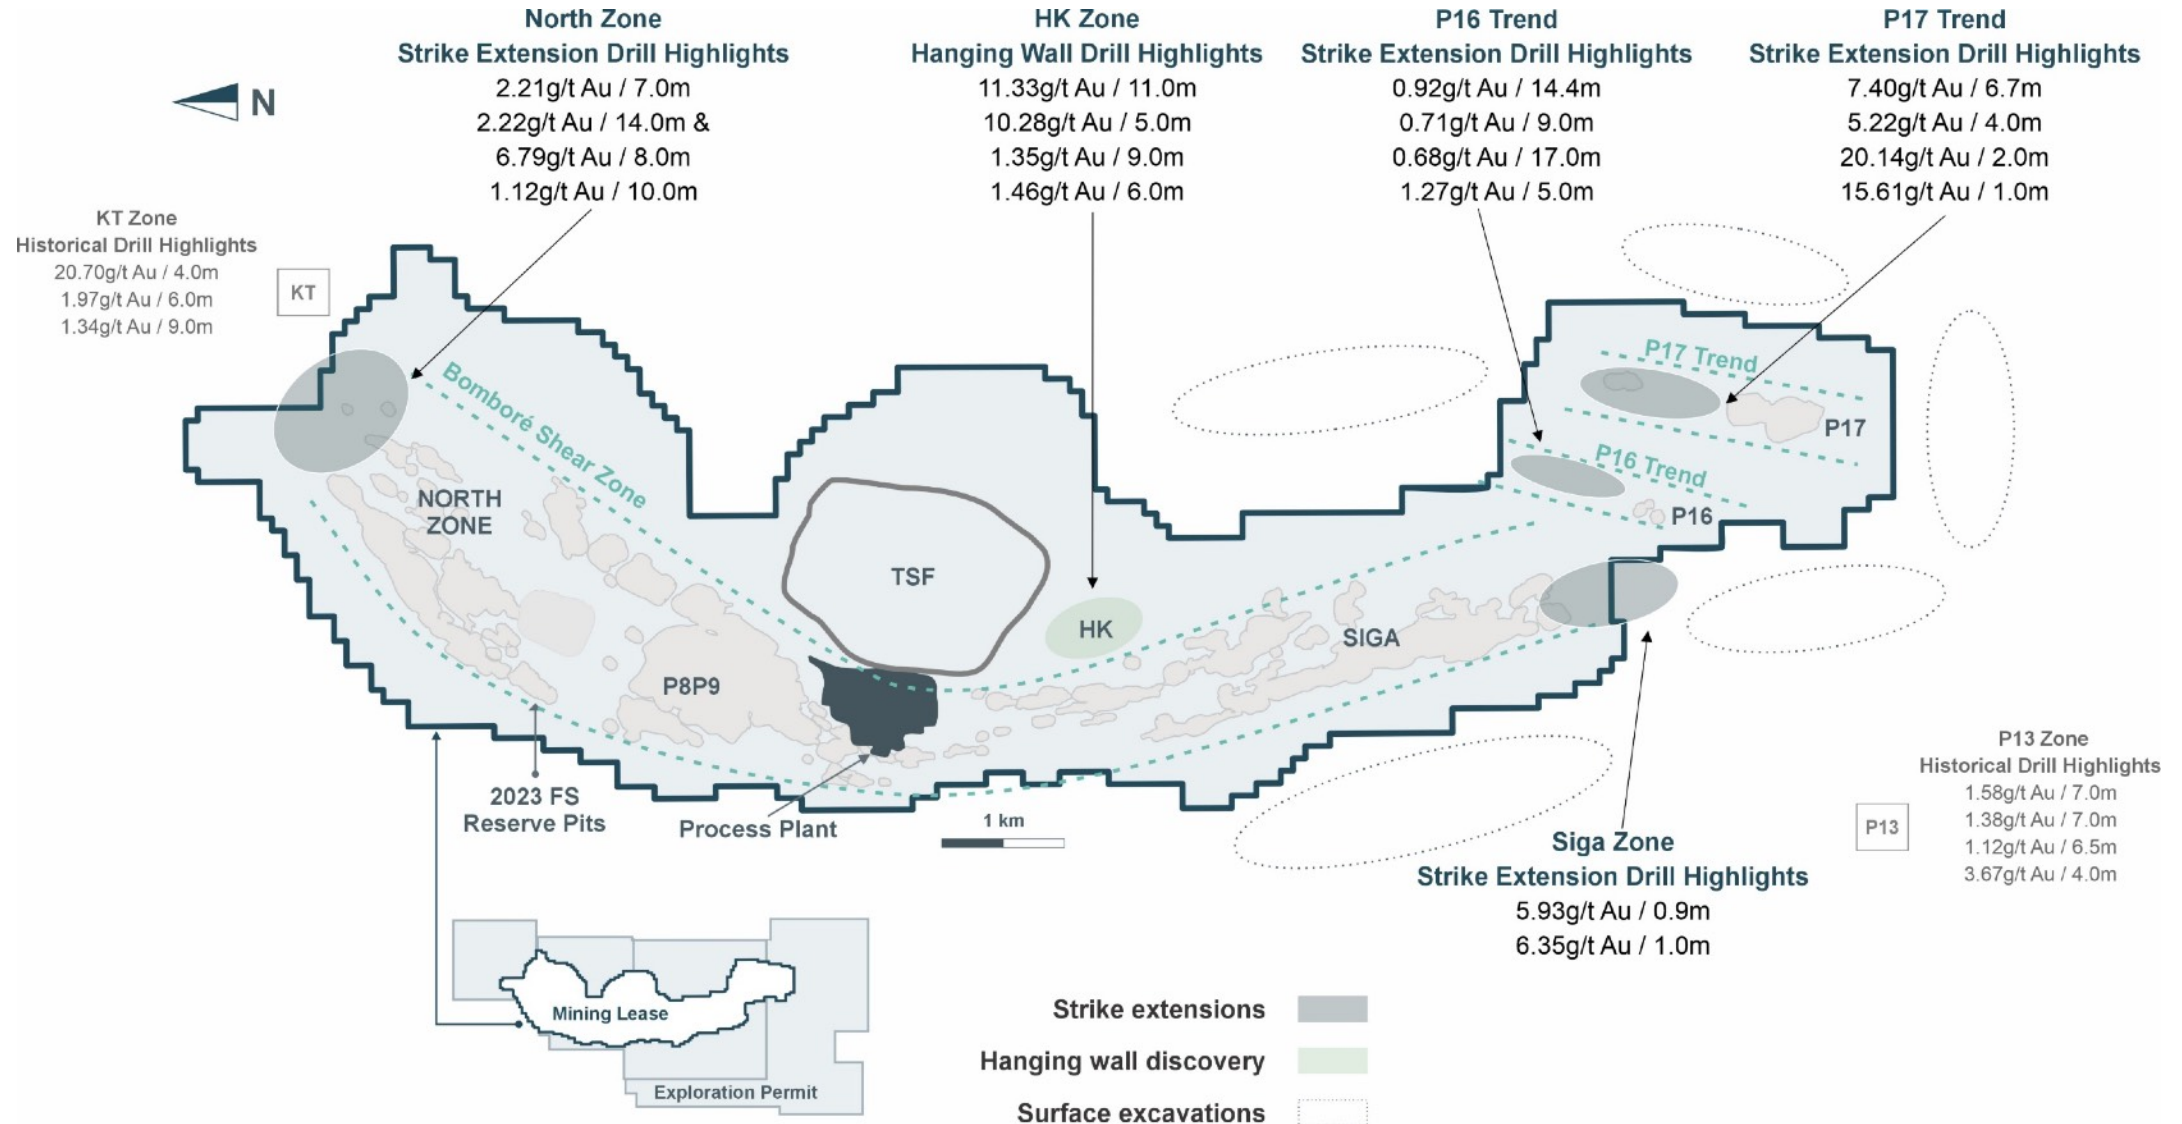 North Zone
Strike Extension Drill Highlights
2.21g/t Au / 7.0m
2.22g/t Au / 14.0m &
6.79g/t Au / 8.0m
1.12g/t Au / 10.0m
HK Zone
Hanging Wall Drill Highlights
11.33g/t Au / 11.0m
10.28g/t Au / 5.0m
1.35g/t Au / 9.0m
1.46g/t Au / 6.0m
P16 Trend
Strike Extension Drill Highlights
0.92g/t Au / 14.4m
0.71g/t Au / 9.0m
0.68g/t Au / 17.0m
1.27g/t Au / 5.0m
P17 Trend
Strike Extension Drill Highlights
7.40g/t Au / 6.7m
5.22g/t Au / 4.0m
20.14g/t Au / 2.0m
15.61g/t Au / 1.0m
N
KT Zone
Historical Drill Highlights
20.70g/t Au / 4.0m
1.97g/t Au / 6.0m
1.34g/t Au / 9.0m
KT
Bomboré Shear Zone
P17 Trend
P17
P16 Trend
P16
NORTH
ZONE
TSF
HK
SIGA
P8P9
2023 FS
Reserve Pits
Process Plant
1 km
P13 Zone
Historical Drill Highlights
1.58g/t Au / 7.0m
1.38g/t Au / 7.0m
1.12g/t Au / 6.5m
3.67g/t Au / 4.0m
P13
Siga Zone
Strike Extension Drill Highlights
5.93g/t Au / 0.9m
6.35g/t Au / 1.0m
Mining Lease
Exploration Permit
Strike extensions
Hanging wall discovery
Surface excavations